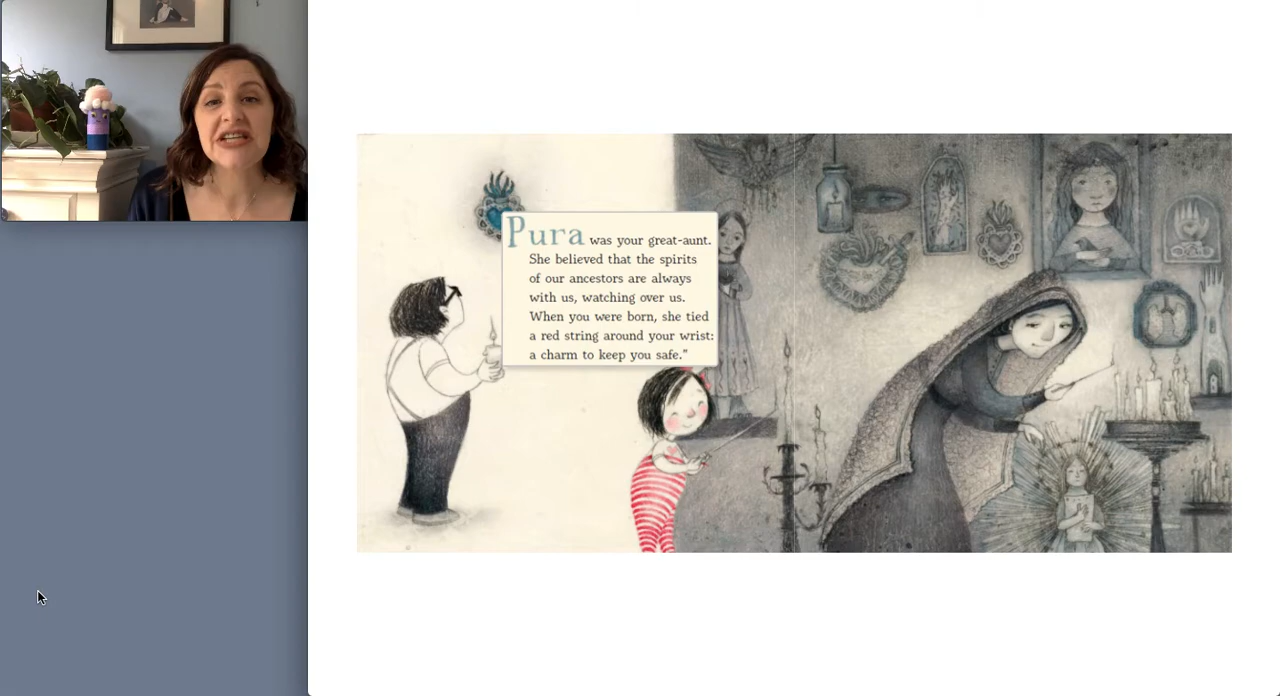 Pura was your great-aunt.
She believed that the spirits
of our ancestors are always
with us, watching over us.
When you were born, she tied
a red string around your wrist:
a charm to keep you safe."